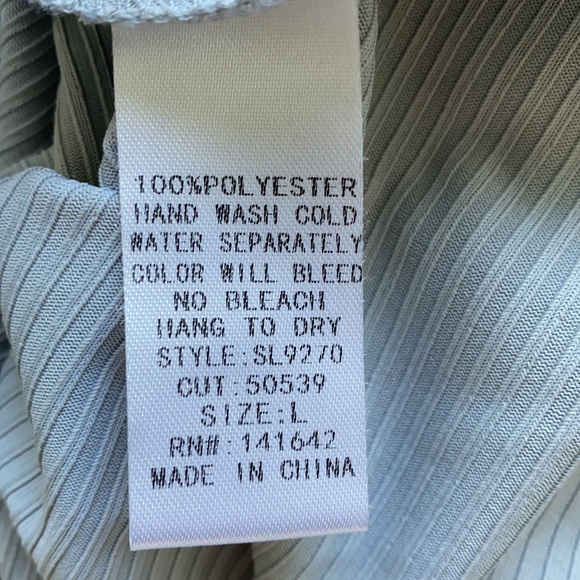 100%POLYESTER
HAND WASH COLD
WATER SEPARATELY
COLOR WILL BLEED
NO BLEACH
HANG TO DRY
STYLE:SL9270
CUT:50539
SIZE:L
RN#:141642
MADE IN CHINA